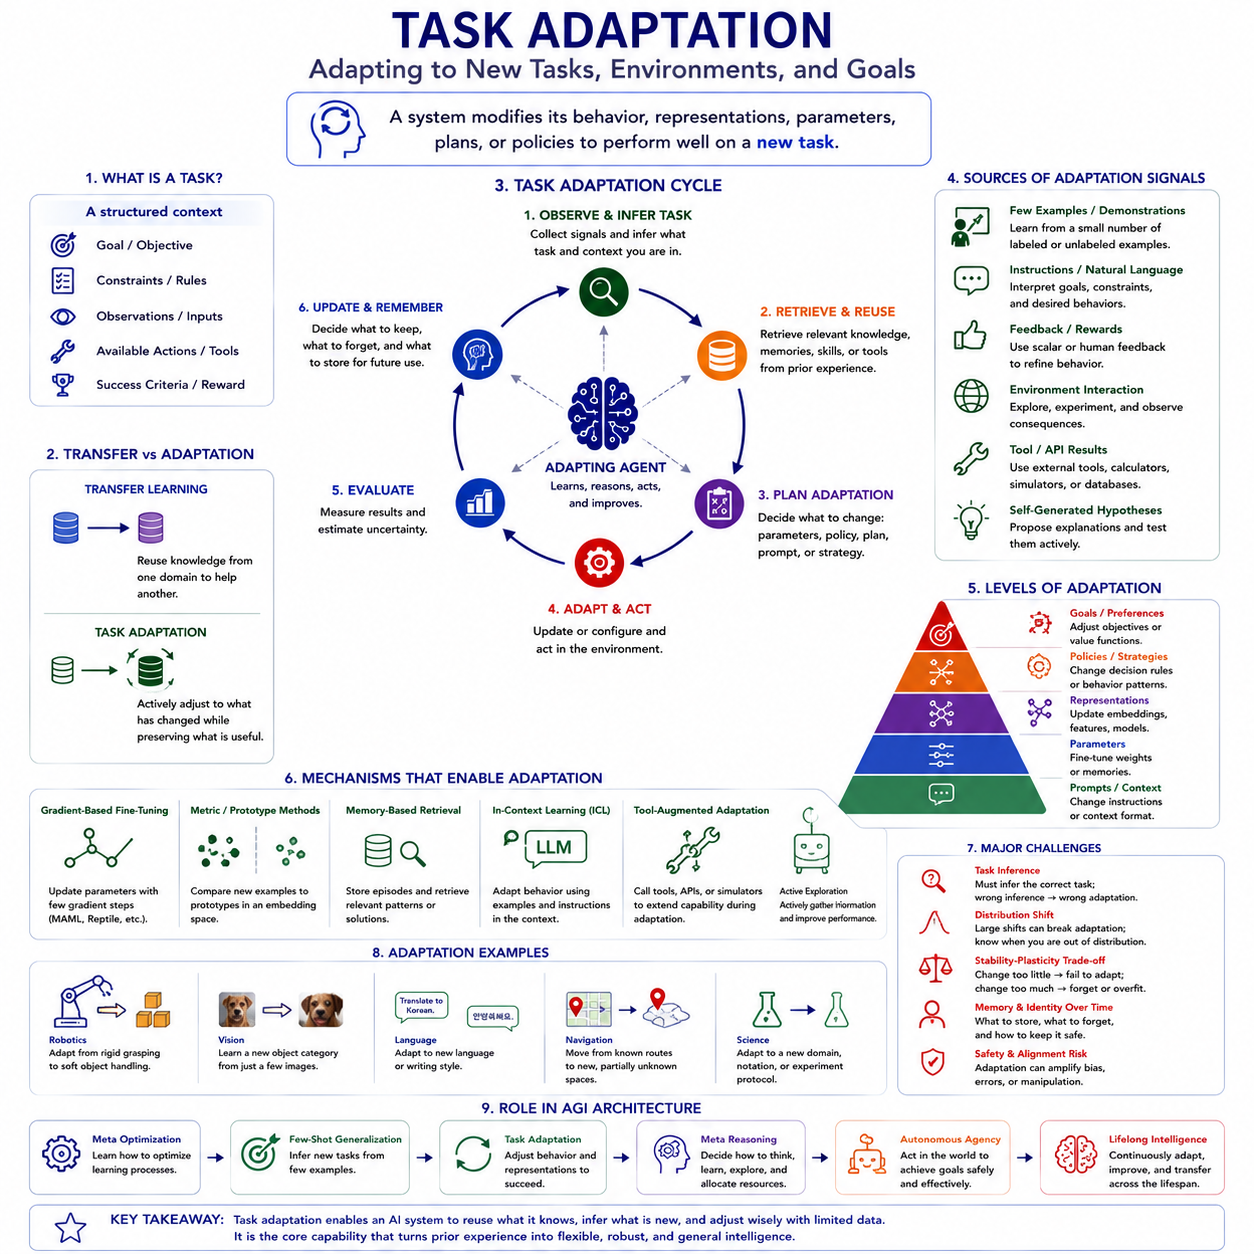 TASK ADAPTATION
Adapting to New Tasks, Environments, and Goals
A system modifies its behavior, representations, parameters,
plans, or policies to perform well on a new task.
1. WHAT IS A TASK?
A structured context
Goal / Objective
Constraints / Rules
Observations / Inputs
Available Actions / Tools
Success Criteria / Reward
2. TRANSFER vs ADAPTATION
TRANSFER LEARNING
Reuse knowledge from
one domain to help
another.
TASK ADAPTATION
Actively adjust to what
has changed while
preserving what is useful.
3. TASK ADAPTATION CYCLE
1. OBSERVE & INFER TASK
Collect signals and infer what
task and context you are in.
2. RETRIEVE & REUSE
Retrieve relevant knowledge,
memories, skills, or tools
from prior experience.
3. PLAN ADAPTATION
Decide what to change:
parameters, policy, plan,
prompt, or strategy.
4. ADAPT & ACT
Update or configure and
act in the environment.
5. EVALUATE
Measure results and
estimate uncertainty.
6. UPDATE & REMEMBER
Decide what to keep,
what to forget, and what
to store for future use.
ADAPTING AGENT
Learns, reasons, acts,
and improves.
4. SOURCES OF ADAPTATION SIGNALS
Few Examples / Demonstrations
Learn from a small number of
labeled or unlabeled examples.
Instructions / Natural Language
Interpret goals, constraints,
and desired behaviors.
Feedback / Rewards
Use scalar or human feedback
to refine behavior.
Environment Interaction
Explore, experiment, and observe
consequences.
Tool / API Results
Use external tools, calculators,
simulators, or databases.
Self-Generated Hypotheses
Propose explanations and test
them actively.
5. LEVELS OF ADAPTATION
Goals / Preferences
Adjust objectives or
value functions.
Policies / Strategies
Change decision rules
or behavior patterns.
Representations
Update embeddings,
features, models.
Parameters
Fine-tune weights
or memories.
Prompts / Context
Change instructions
or context format.
6. MECHANISMS THAT ENABLE ADAPTATION
Gradient-Based Fine-Tuning
Update parameters with
few gradient steps
(MAML, Reptile, etc.).
Metric / Prototype Methods
Compare new examples to
prototypes in an embedding
space.
Memory-Based Retrieval
Store episodes and retrieve
relevant patterns or
solutions.
In-Context Learning (ICL)
LLM
Adapt behavior using
examples and instructions
in the context.
Tool-Augmented Adaptation
Call tools, APIs, or simulators
to extend capability during
adaptation.
Active Exploration
Actively gather information
and improve performance.
7. MAJOR CHALLENGES
Task Inference
Must infer the correct task;
wrong inference → wrong adaptation.
Distribution Shift
Large shifts can break adaptation;
know when you are out of distribution.
Stability-Plasticity Trade-off
Change too little → fail to adapt;
change too much → forget or overfit.
Memory & Identity Over Time
What to store, what to forget,
and how to keep it safe.
Safety & Alignment Risk
Adaptation can amplify bias,
errors, or manipulation.
8. ADAPTATION EXAMPLES
Robotics
Adapt from rigid grasping
to soft object handling.
Vision
Learn a new object category
from just a few images.
Translate to
Korean.
Language
Adapt to new language
or writing style.
Navigation
Move from known routes
to new, partially unknown
spaces.
Science
Adapt to a new domain,
notation, or experiment
protocol.
9. ROLE IN AGI ARCHITECTURE
Meta Optimization
Learn how to optimize
learning processes.
Few-Shot Generalization
Infer new tasks from
few examples.
Task Adaptation
Adjust behavior and
representations to
succeed.
Meta Reasoning
Decide how to think,
learn, explore, and
allocate resources.
Autonomous Agency
Act in the world to
achieve goals safely
and effectively.
Lifelong Intelligence
Continuously adapt,
improve, and transfer
across the lifespan.
KEY TAKEAWAY: Task adaptation enables an AI system to reuse what it knows, infer what is new, and adjust wisely with limited data.
It is the core capability that turns prior experience into flexible, robust, and general intelligence.